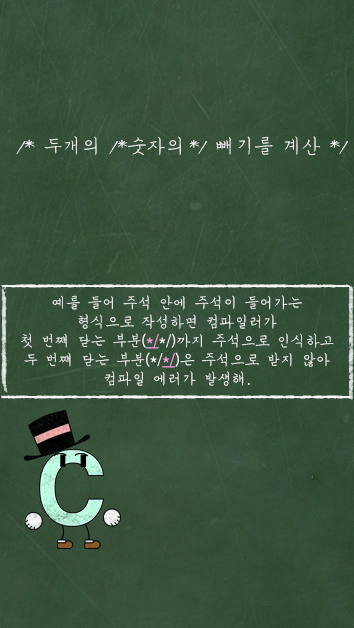 /* 두개의 /*숫자의 */ 빼기를 계산 */
예를 들어 주석 안에 주석이 들어가는
형식으로 작성하면 컴파일러가
첫 번째 닫는 부분(*/*/)까지 주석으로 인식하고
두 번째 닫는 부분(*/*/)은 주석으로 받지 않아
컴파일 에러가 발생해.
C